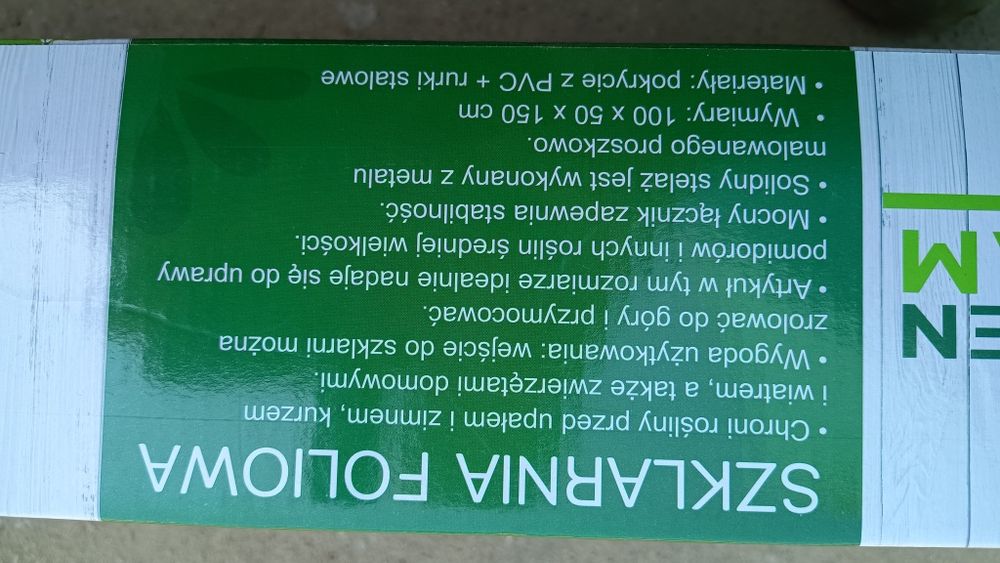 SZKLARNIA FOLIOWA
• Chroni rośliny przed upałem i zimnem, kurzem
i wiatrem, a także zwierzętami domowymi.
• Wygoda użytkowania: wejście do szklarni można
zrolować do góry i przymocować.
• Artykuł w tym rozmiarze idealnie nadaje się do uprawy
pomidorów i innych roślin średniej wielkości.
• Mocny łącznik zapewnia stabilność.
• Solidny stelaż jest wykonany z metalu
malowanego proszkowo.
• Wymiary: 100 x 50 x 150 cm
• Materiały: pokrycie z PVC + rurki stalowe